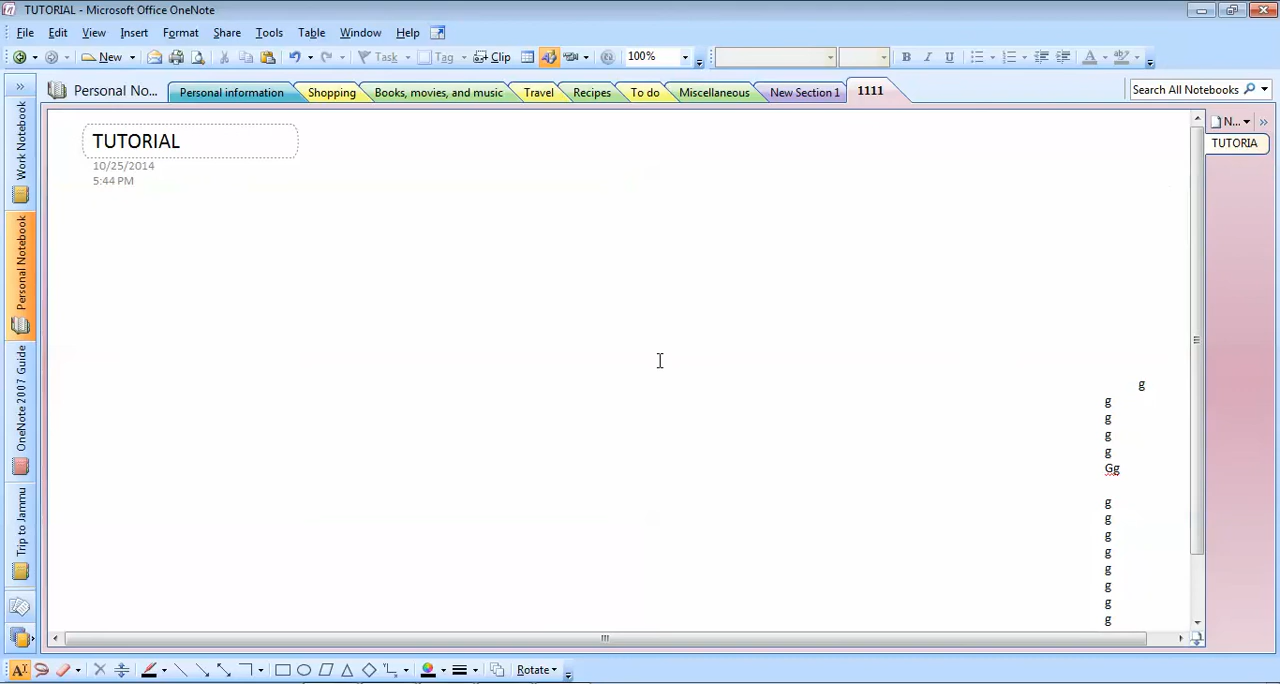 TUTORIAL - Microsoft Office OneNote
File Edit View Insert Format Share Tools Table Window Help
New Task Tag Clip 100% B I U A ab
Personal No... Personal information Shopping Books, movies, and music Travel Recipes To do Miscellaneous New Section 1 1111 Search All Notebooks
Work Notebook
Personal Notebook
OneNote 2007 Guide
Trip to Jammu
TUTORIAL
10/25/2014
5:44 PM
N...
TUTORIA
g
g
g
g
g
Gg
g
g
g
g
g
g
g
g
A Rotate